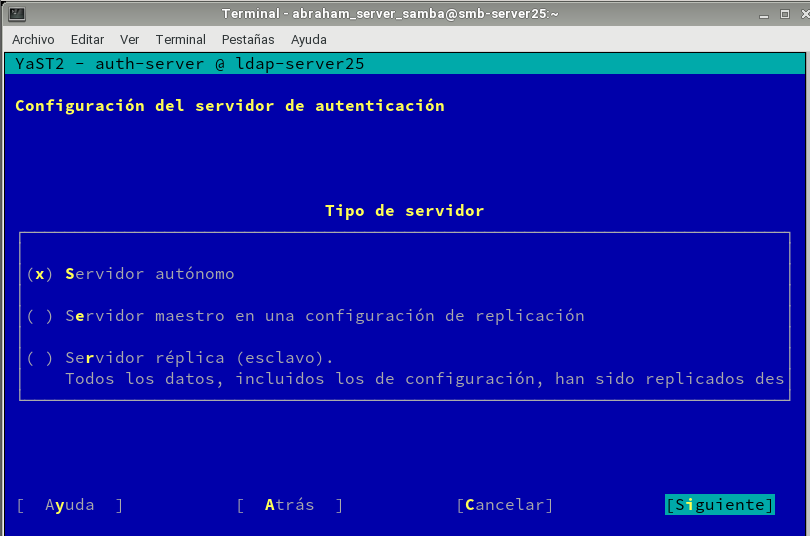 Terminal - abraham_server_samba@smb-server25:~
Archivo Editar Ver Terminal Pestañas Ayuda
YaST2 - auth-server @ ldap-server25
Configuración del servidor de autenticación
Tipo de servidor
(x) Servidor autónomo
( ) Servidor maestro en una configuración de replicación
( ) Servidor réplica (esclavo).
Todos los datos, incluidos los de configuración, han sido replicados des
[ Ayuda ] [ Atrás ] [Cancelar] [Siguiente]